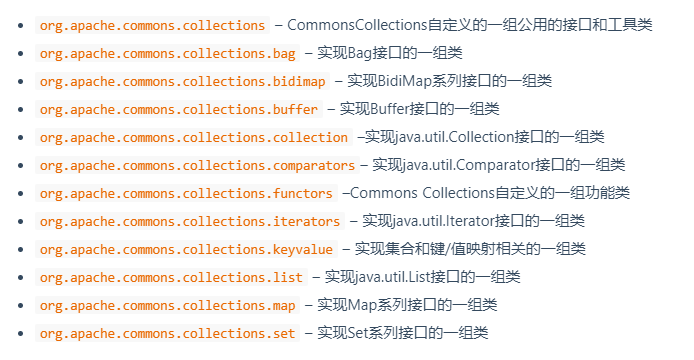 org.apache.commons.collections – CommonsCollections自定义的一组公用的接口和工具类
org.apache.commons.collections.bag – 实现Bag接口的一组类
org.apache.commons.collections.bidimap – 实现BidiMap系列接口的一组类
org.apache.commons.collections.buffer – 实现Buffer接口的一组类
org.apache.commons.collections.collection –实现java.util.Collection接口的一组类
org.apache.commons.collections.comparators – 实现java.util.Comparator接口的一组类
org.apache.commons.collections.functors –Commons Collections自定义的一组功能类
org.apache.commons.collections.iterators – 实现java.util.Iterator接口的一组类
org.apache.commons.collections.keyvalue – 实现集合和键/值映射相关的一组类
org.apache.commons.collections.list – 实现java.util.List接口的一组类
org.apache.commons.collections.map – 实现Map系列接口的一组类
org.apache.commons.collections.set – 实现Set系列接口的一组类